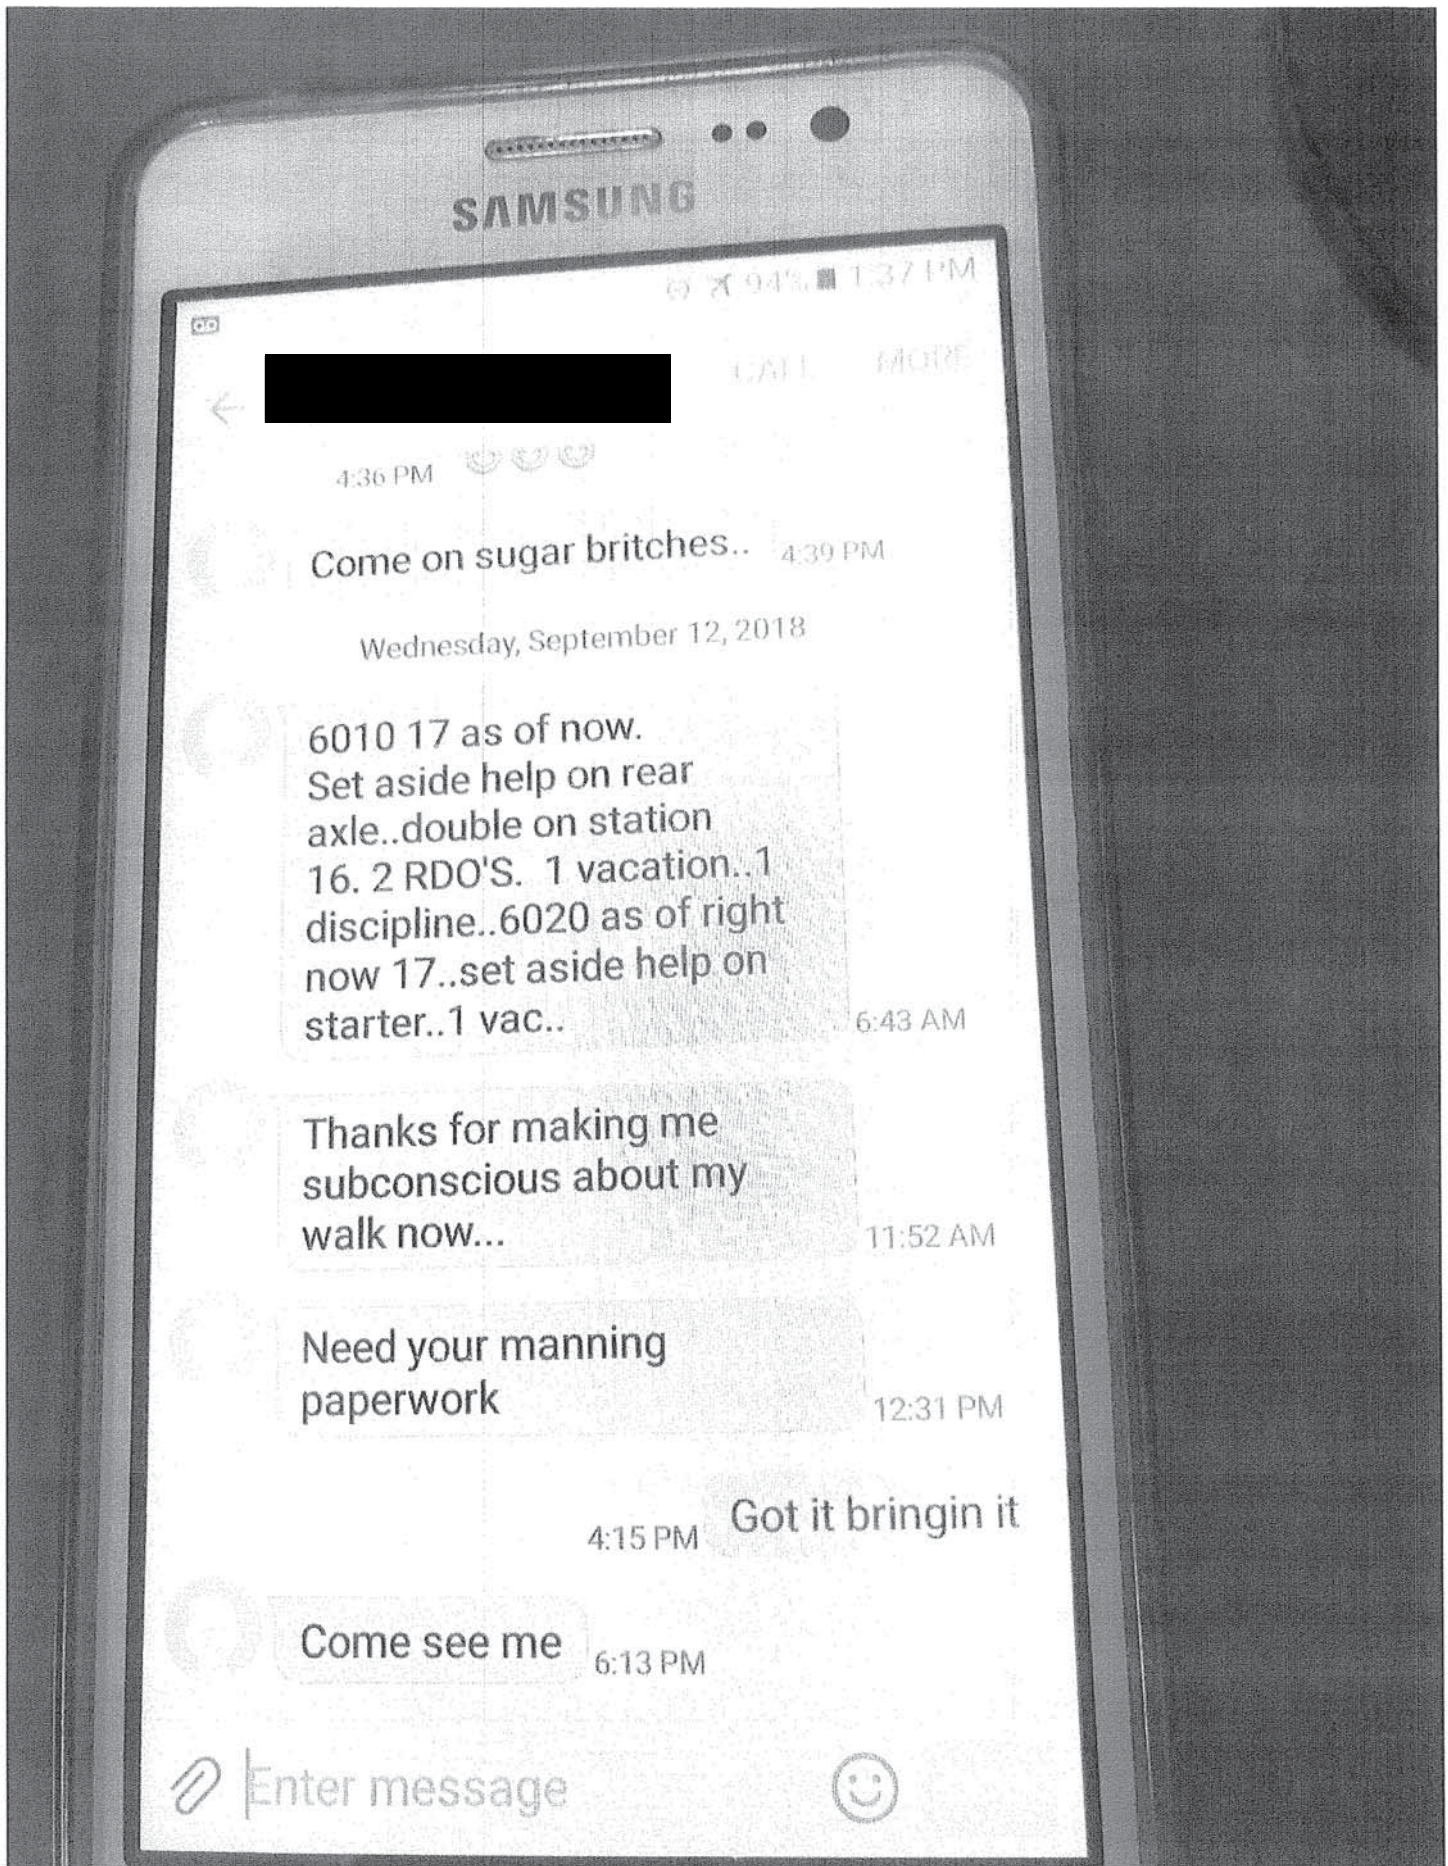 SAMSUNG
94% 1:37 PM
CALL MORE
4:36 PM
Come on sugar britches.. 4:39 PM
Wednesday, September 12, 2018
6010 17 as of now.
Set aside help on rear
axle..double on station
16. 2 RDO'S. 1 vacation..1
discipline..6020 as of right
now 17..set aside help on
starter..1 vac.. 6:43 AM
Thanks for making me
subconscious about my
walk now... 11:52 AM
Need your manning
paperwork 12:31 PM
Got it bringin it
4:15 PM
Come see me 6:13 PM
Enter message